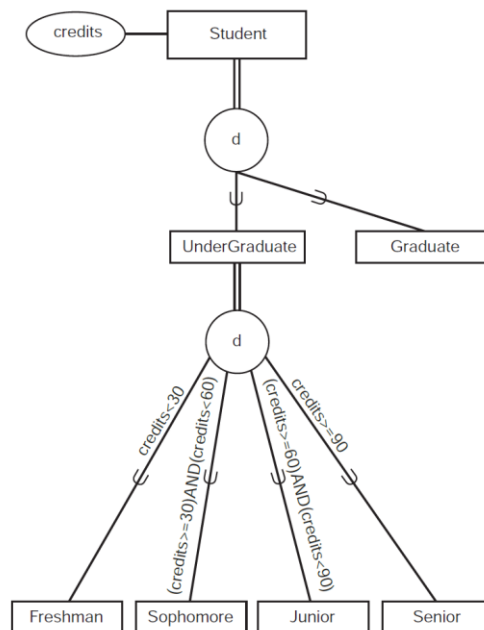 credits
Student
d
UnderGraduate
Graduate
d
credits<30
(credits>=30)AND(credits<60)
(credits>=60)AND(credits<90)
credits>=90
Freshman
Sophomore
Junior
Senior